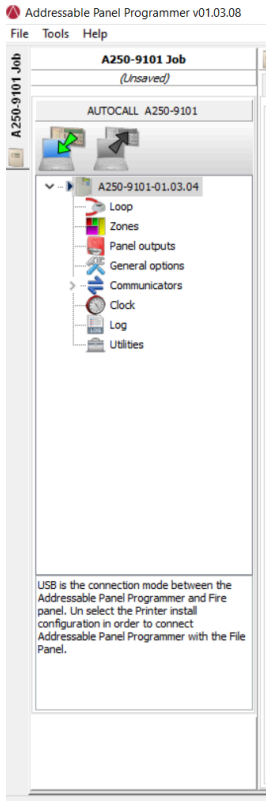 Addressable Panel Programmer v01.03.08
File Tools Help
A250-9101 Job
A250-9101 Job
(Unsaved)
AUTOCALL A250-9101
A250-9101-01.03.04
Loop
Zones
Panel outputs
General options
Communicators
Clock
Log
Utilities
USB is the connection mode between the
Addressable Panel Programmer and Fire
panel. Un select the Printer install
configuration in order to connect
Addressable Panel Programmer with the File
Panel.